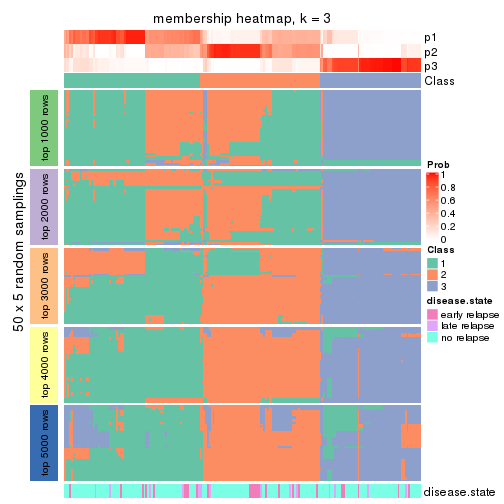 membership heatmap, k = 3
p1
p2
p3
Class
50 x 5 random samplings
top 1000 rows
top 2000 rows
top 3000 rows
top 4000 rows
top 5000 rows
Prob
1
0.8
0.6
0.4
0.2
0
Class
1
2
3
disease.state
early relapse
late relapse
no relapse
disease.state